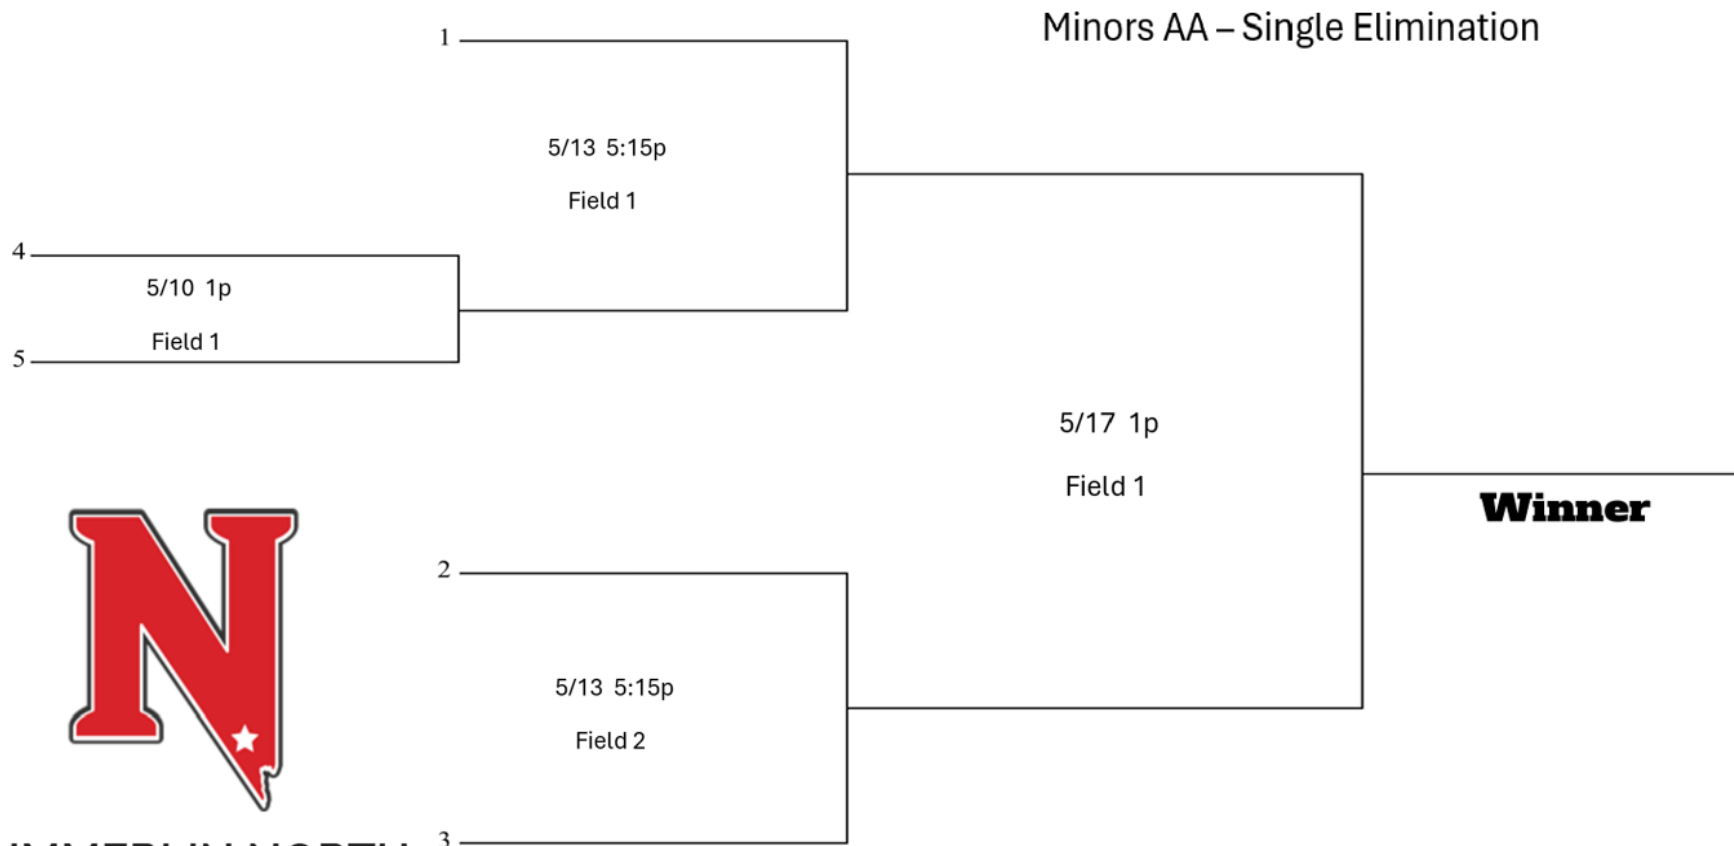 Minors AA – Single Elimination
1
5/13 5:15p
Field 1
4
5/10 1p
Field 1
5
5/17 1p
Field 1
Winner
2
5/13 5:15p
Field 2
3
NORTH